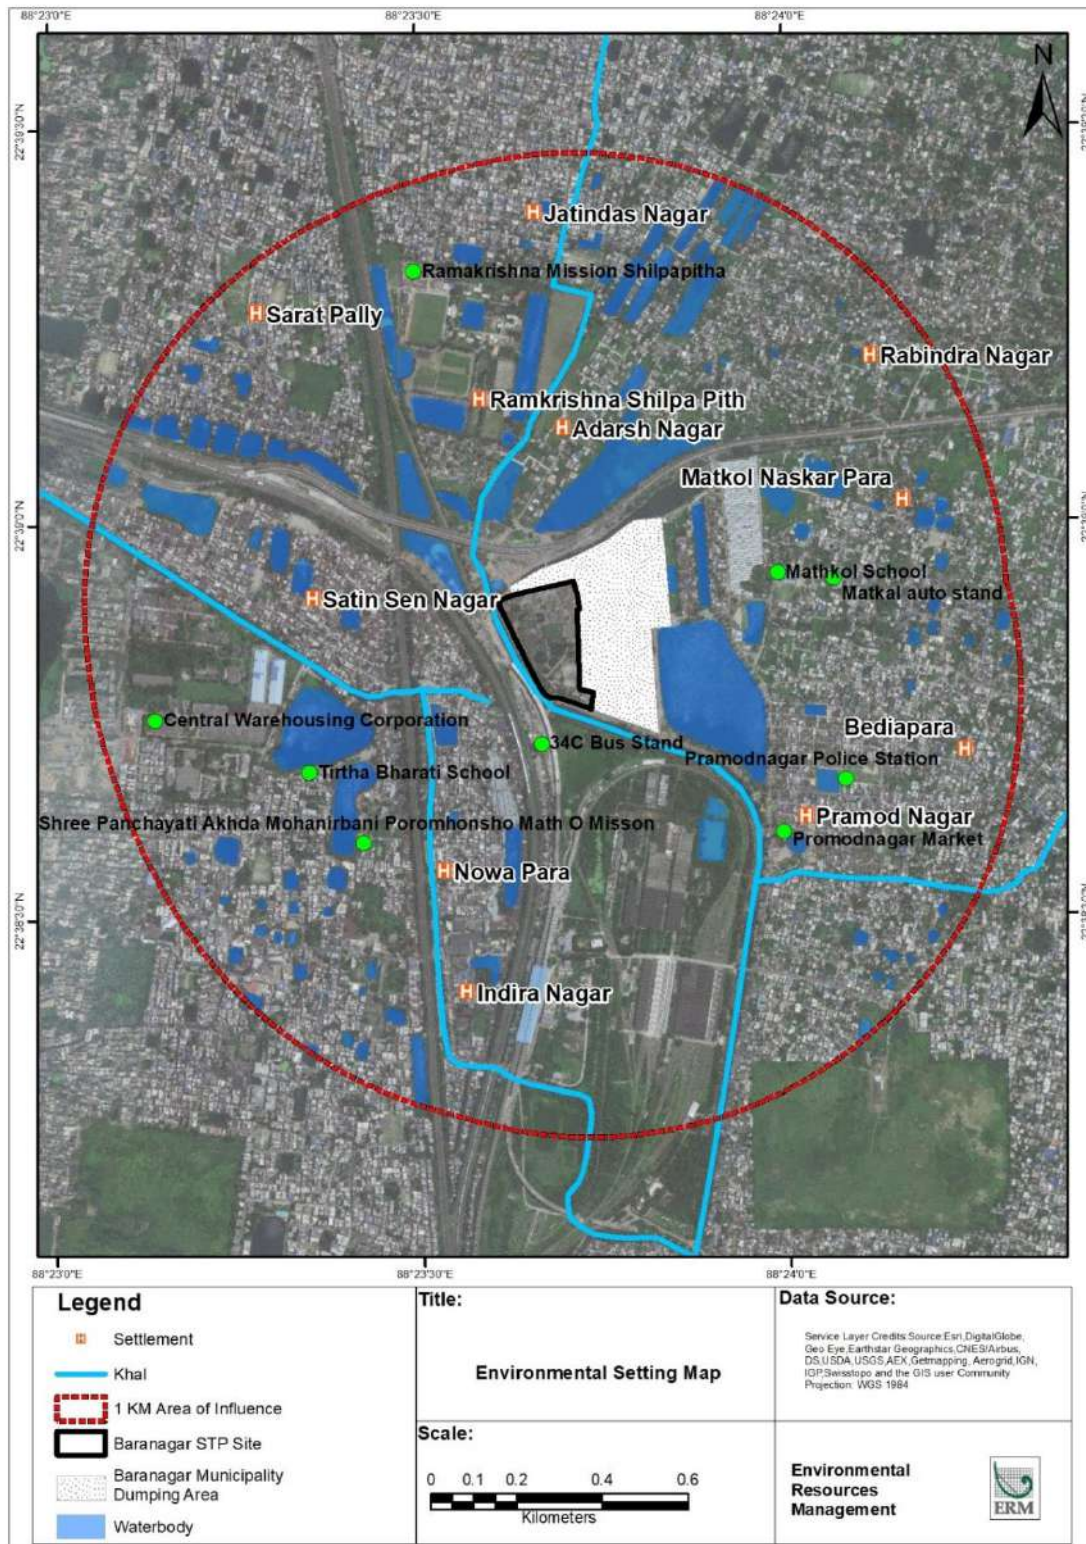 88°23'0"E
88°23'30"E
88°24'0"E
N
22°39'30"N
Jatindas Nagar
Ramakrishna Mission Shilpapitha
Sarat Pally
Rabindra Nagar
Ramkrishna Shilpa Pith
Adarsh Nagar
Matkol Naskar Para
22°39'0"N
Mathkol School
Matkal auto stand
Satin Sen Nagar
Central Warehousing Corporation
Bediapara
34C Bus Stand
Pramodnagar Police Station
Tirtha Bharati School
Pramod Nagar
Shree Panchayati Akhda Mohanirbani Poromhonsho Math O Misson
Promodnagar Market
Nowa Para
22°38'30"N
Indira Nagar
88°23'0"E
88°23'30"E
88°24'0"E
Legend
Settlement
Khal
1 KM Area of Influence
Baranagar STP Site
Baranagar Municipality
Dumping Area
Waterbody
Title:
Environmental Setting Map
Scale:
0 0.1 0.2 0.4 0.6
Kilometers
Data Source:
Service Layer Credits:Source:Esri,DigitalGlobe,
Geo Eye,Earthstar Geographics,CNES/Airbus,
DS,USDA,USGS,AEX,Getmapping, Aerogrid,IGN,
IGP,Swisstopo and the GIS user Community
Projection: WGS 1984
Environmental
Resources
Management
ERM